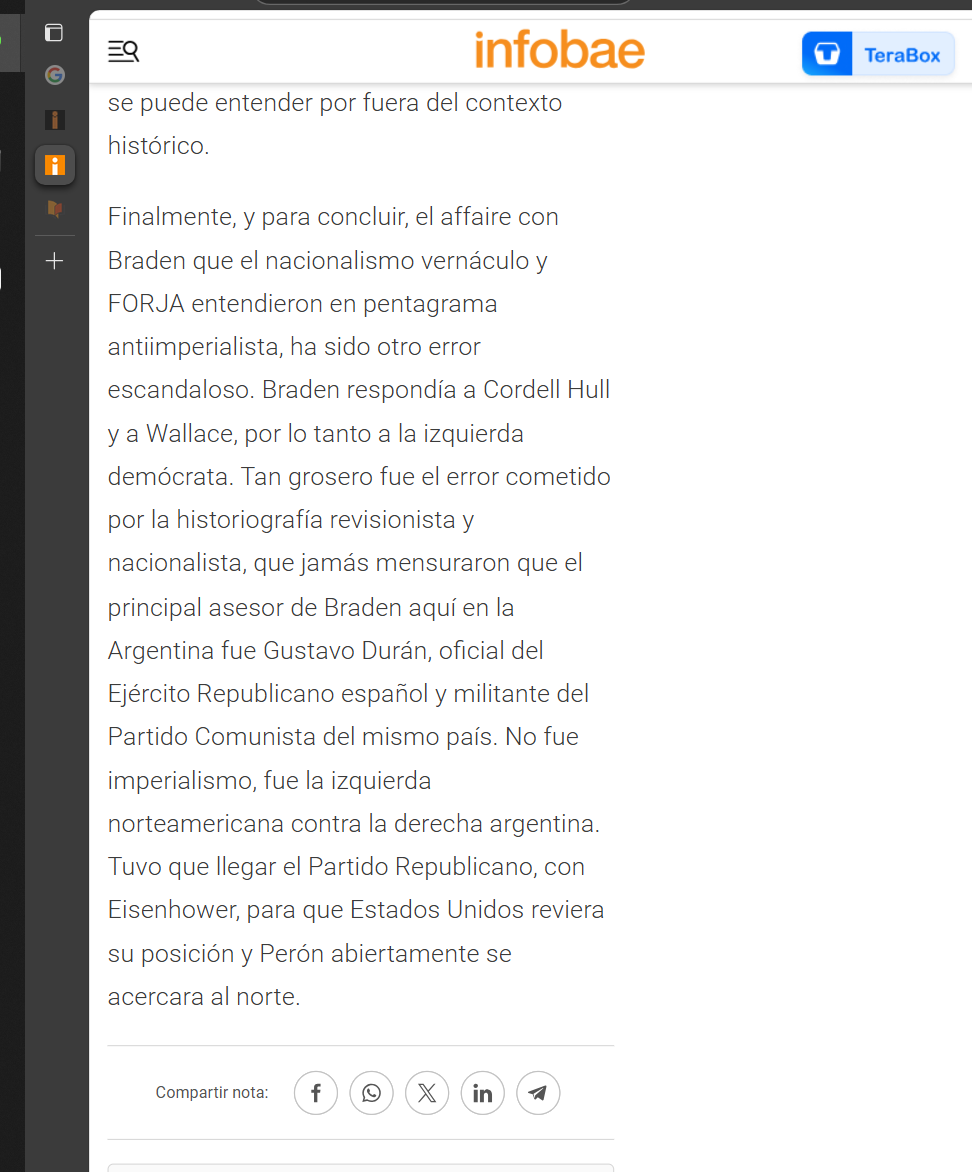 infobae
TeraBox
se puede entender por fuera del contexto
histórico.
Finalmente, y para concluir, el affaire con
Braden que el nacionalismo vernáculo y
FORJA entendieron en pentagrama
antiimperialista, ha sido otro error
escandaloso. Braden respondía a Cordell Hull
y a Wallace, por lo tanto a la izquierda
demócrata. Tan grosero fue el error cometido
por la historiografía revisionista y
nacionalista, que jamás mensuraron que el
principal asesor de Braden aquí en la
Argentina fue Gustavo Durán, oficial del
Ejército Republicano español y militante del
Partido Comunista del mismo país. No fue
imperialismo, fue la izquierda
norteamericana contra la derecha argentina.
Tuvo que llegar el Partido Republicano, con
Eisenhower, para que Estados Unidos reviera
su posición y Perón abiertamente se
acercara al norte.
Compartir nota: